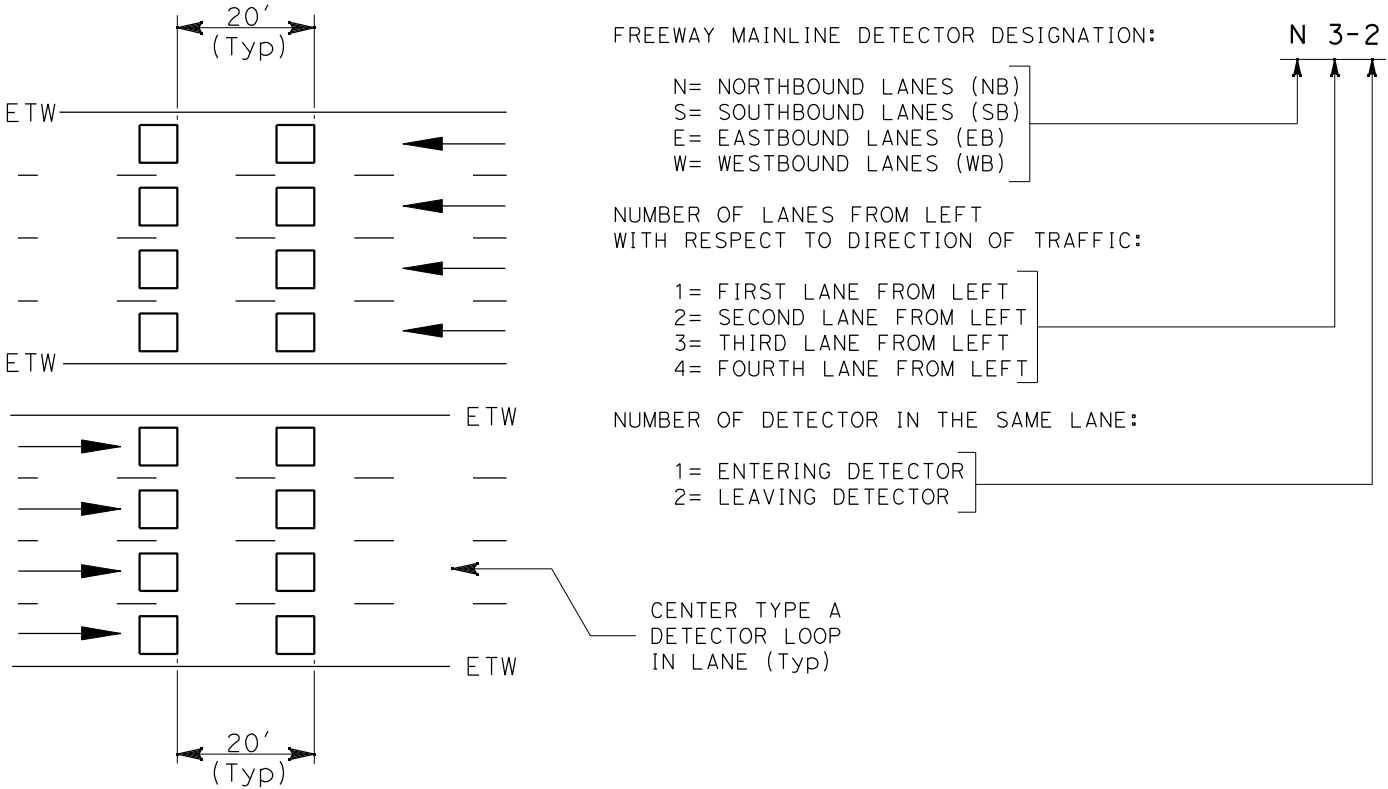 20'
(Typ)
ETW
ETW
ETW
ETW
20'
(Typ)
FREEWAY MAINLINE DETECTOR DESIGNATION:
N 3-2
N= NORTHBOUND LANES (NB)
S= SOUTHBOUND LANES (SB)
E= EASTBOUND LANES (EB)
W= WESTBOUND LANES (WB)
NUMBER OF LANES FROM LEFT
WITH RESPECT TO DIRECTION OF TRAFFIC:
1= FIRST LANE FROM LEFT
2= SECOND LANE FROM LEFT
3= THIRD LANE FROM LEFT
4= FOURTH LANE FROM LEFT
NUMBER OF DETECTOR IN THE SAME LANE:
1= ENTERING DETECTOR
2= LEAVING DETECTOR
CENTER TYPE A
DETECTOR LOOP
IN LANE (Typ)